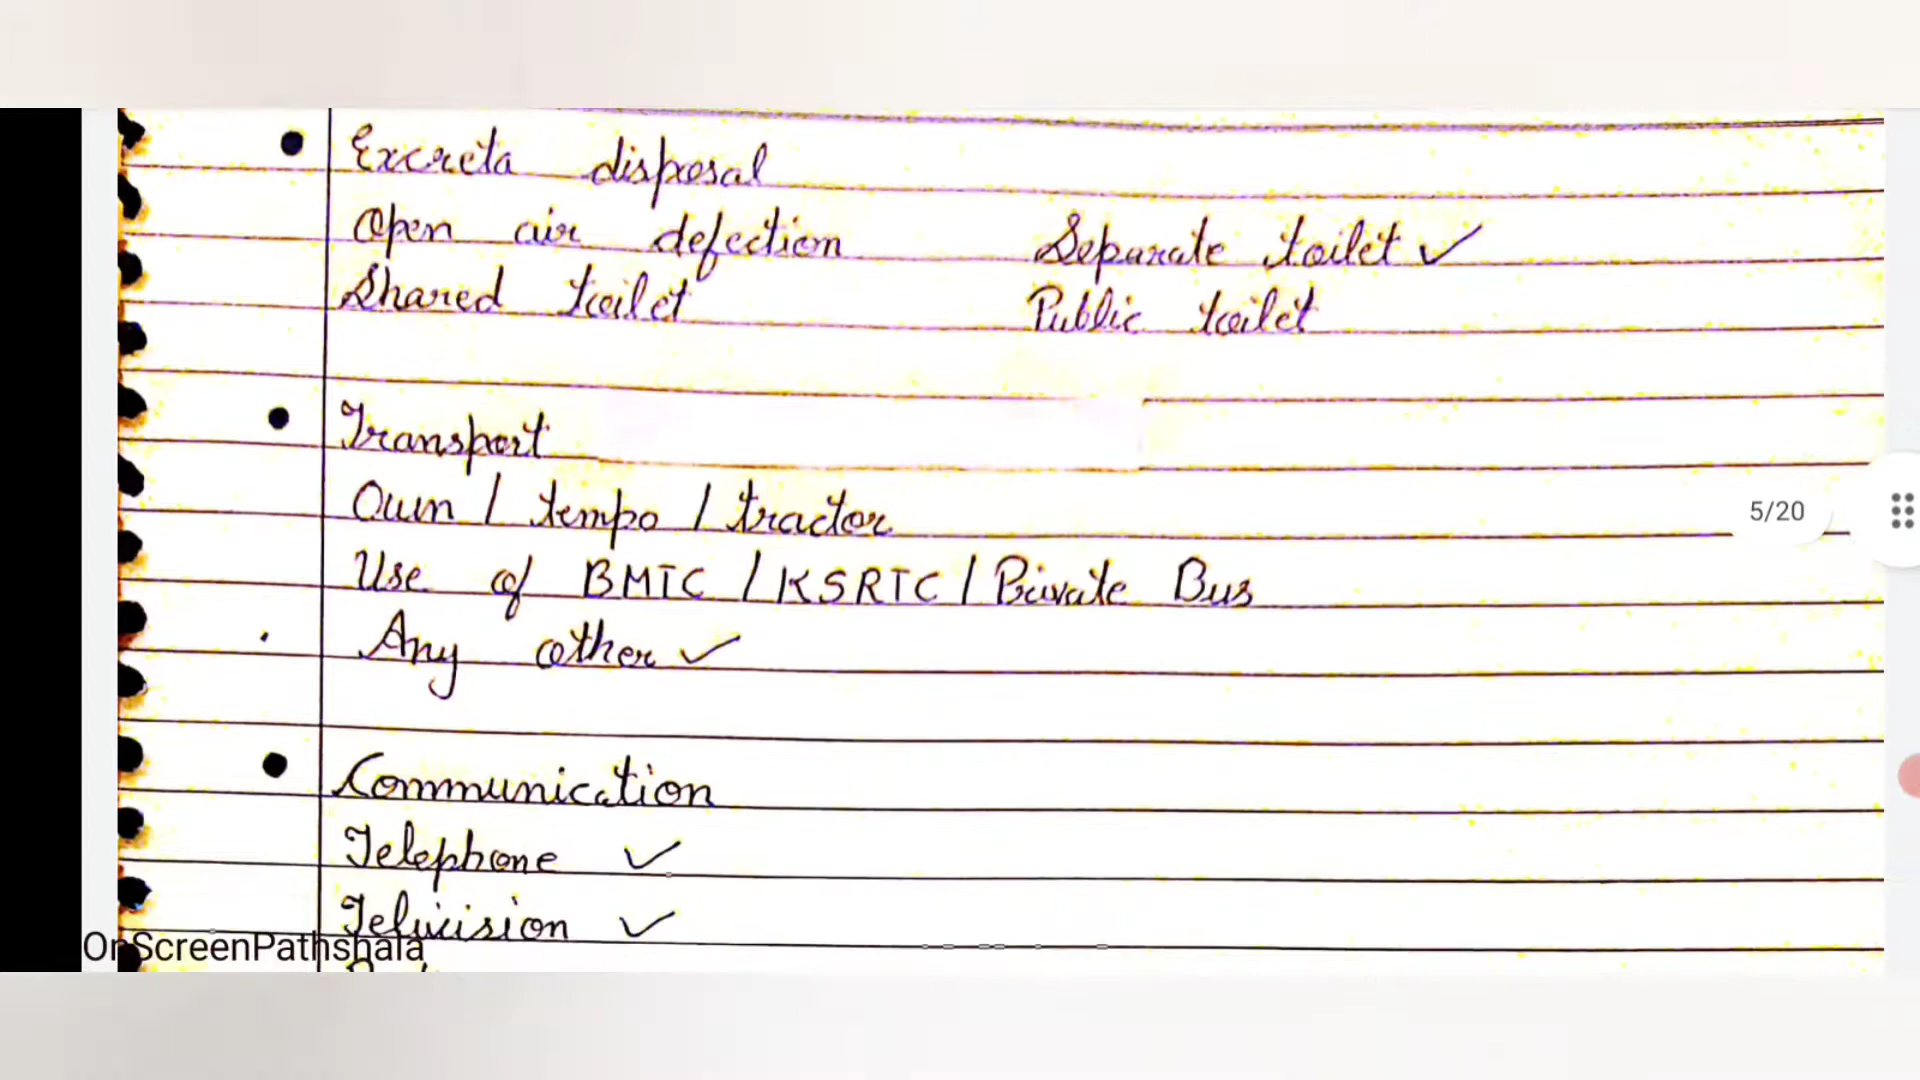 • Excreta disposal
Open air defection Separate toilet ✓
Shared toilet Public toilet
• Transport
Own / tempo / tractor
5/20
Use of BMTC / KSRTC / Private Bus
Any other ✓
• Communication
Telephone ✓
Television ✓
OnScreenPathshala